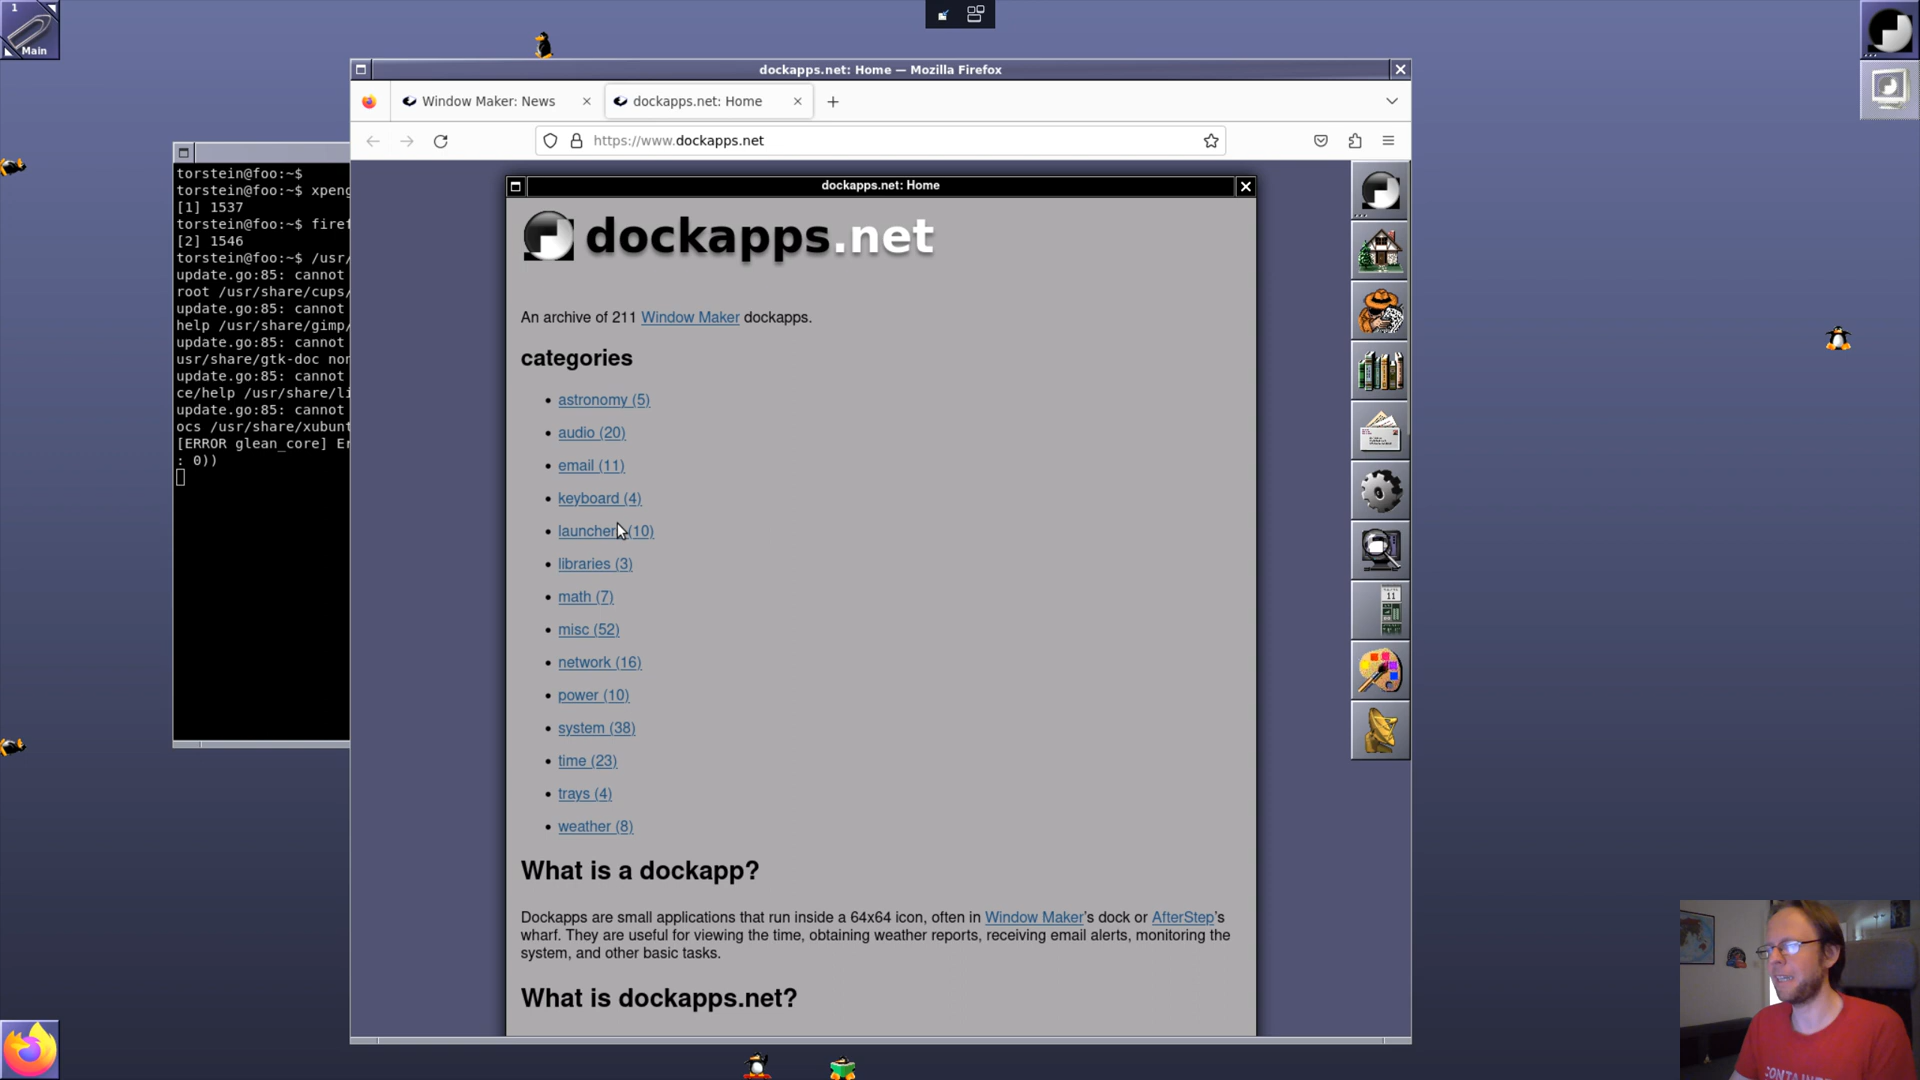 1
Main
dockapps.net: Home — Mozilla Firefox
Window Maker: News
dockapps.net: Home
https://www.dockapps.net
torstein@foo:~$
torstein@foo:~$ xpeng
[1] 1537
torstein@foo:~$ firef
[2] 1546
torstein@foo:~$ /usr/
update.go:85: cannot
root /usr/share/cups/
update.go:85: cannot
help /usr/share/gimp/
update.go:85: cannot
usr/share/gtk-doc non
update.go:85: cannot
ce/help /usr/share/li
update.go:85: cannot
ocs /usr/share/xubunt
[ERROR glean_core] Er
: 0))
dockapps.net: Home
dockapps.net
An archive of 211 Window Maker dockapps.
categories
• astronomy (5)
• audio (20)
• email (11)
• keyboard (4)
• launcher (10)
• libraries (3)
• math (7)
• misc (52)
• network (16)
• power (10)
• system (38)
• time (23)
• trays (4)
• weather (8)
What is a dockapp?
Dockapps are small applications that run inside a 64x64 icon, often in Window Maker's dock or AfterStep's
wharf. They are useful for viewing the time, obtaining weather reports, receiving email alerts, monitoring the
system, and other basic tasks.
What is dockapps.net?
11